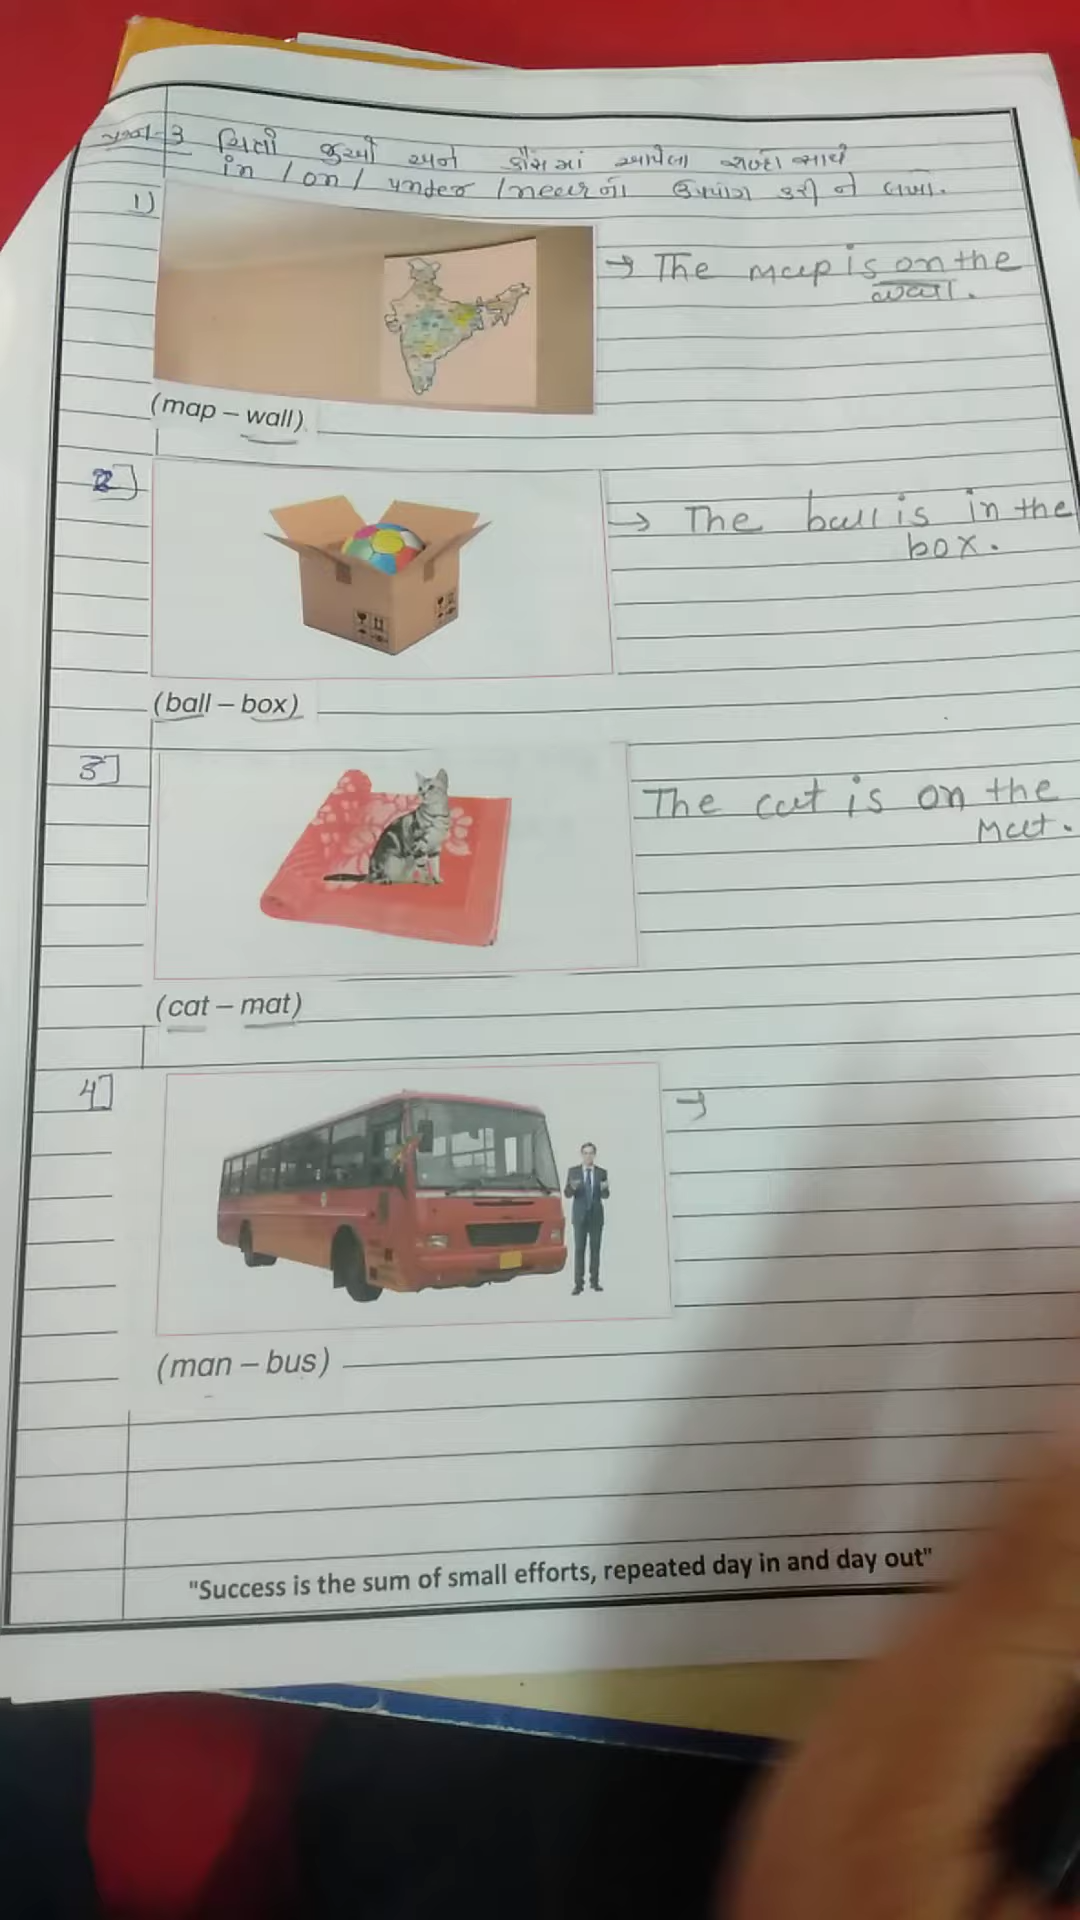 પ્રશ્ન-૩ ચિત્રો જુઓ અને કૌંસમાં આપેલા શબ્દો સાથે
in / on / under / near નો ઉપયોગ કરી ને લખો.
1)
→ The map is on the
wall.
(map – wall)
2]
→ The ball is in the
box.
(ball – box)
3]
The cat is on the
Mat.
(cat – mat)
4]
→
(man – bus)
"Success is the sum of small efforts, repeated day in and day out"